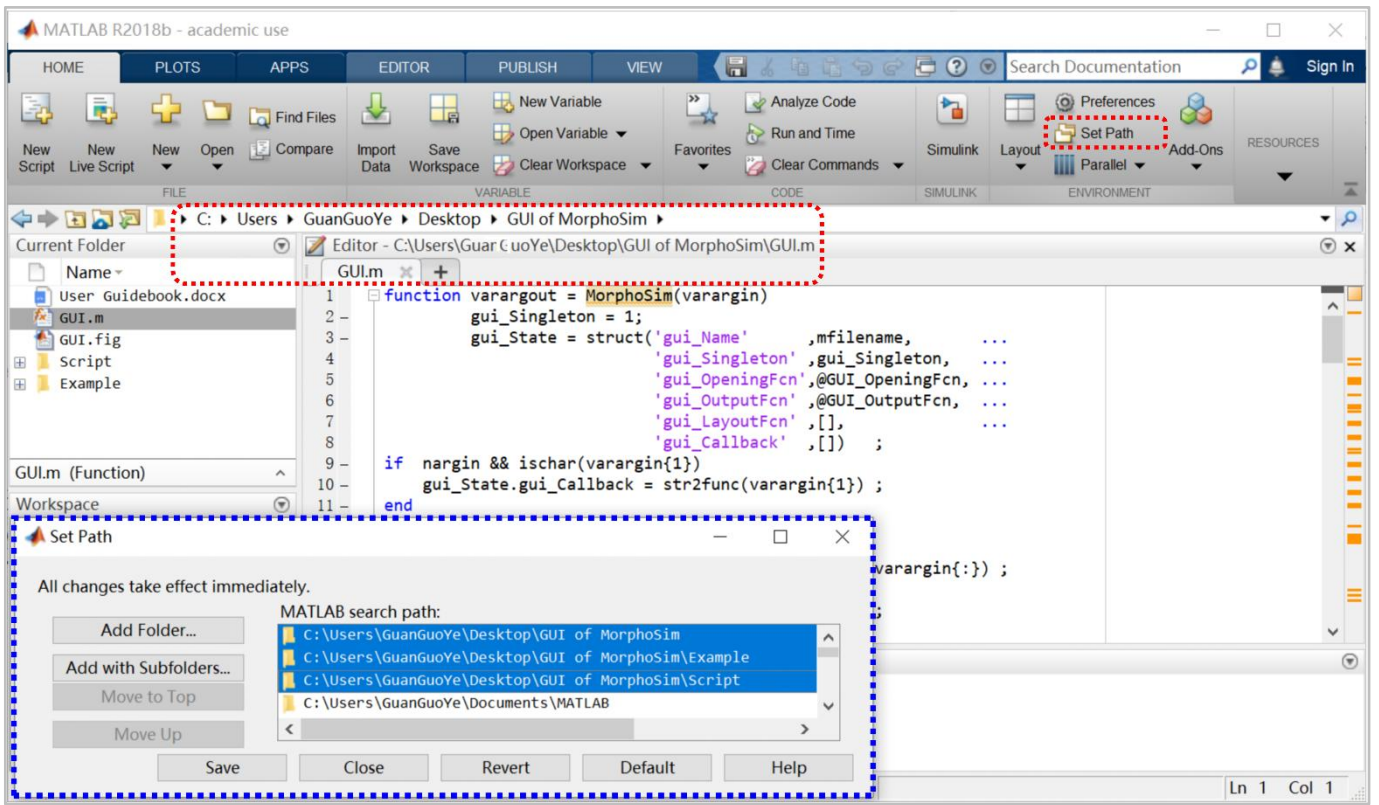 MATLAB R2018b - academic use
HOME PLOTS APPS EDITOR PUBLISH VIEW Search Documentation Sign In
New Script
New Live Script
New
Open
Find Files
Compare
Import Data
Save Workspace
New Variable
Open Variable
Clear Workspace
Favorites
Analyze Code
Run and Time
Clear Commands
Simulink
Layout
Preferences
Set Path
Parallel
Add-Ons
RESOURCES
FILE VARIABLE CODE SIMULINK ENVIRONMENT
C: Users GuanGuoYe Desktop GUI of MorphoSim
Current Folder
Name
User Guidebook.docx
GUI.m
GUI.fig
Script
Example
GUI.m (Function)
Workspace
Editor - C:\Users\Guar GuoYe\Desktop\GUI of MorphoSim\GUI.m
GUI.m +
1 function varargout = MorphoSim(varargin)
2 – gui_Singleton = 1;
3 – gui_State = struct('gui_Name' ,mfilename, ...
4 'gui_Singleton' ,gui_Singleton, ...
5 'gui_OpeningFcn',@GUI_OpeningFcn, ...
6 'gui_OutputFcn' ,@GUI_OutputFcn, ...
7 'gui_LayoutFcn' ,[], ...
8 'gui_Callback' ,[]) ;
9 – if nargin && ischar(varargin{1})
10 – gui_State.gui_Callback = str2func(varargin{1}) ;
11 – end
varargin{:}) ;
;
Set Path
All changes take effect immediately.
MATLAB search path:
Add Folder...
Add with Subfolders...
Move to Top
Move Up
C:\Users\GuanGuoYe\Desktop\GUI of MorphoSim
C:\Users\GuanGuoYe\Desktop\GUI of MorphoSim\Example
C:\Users\GuanGuoYe\Desktop\GUI of MorphoSim\Script
C:\Users\GuanGuoYe\Documents\MATLAB
Save Close Revert Default Help
Ln 1 Col 1